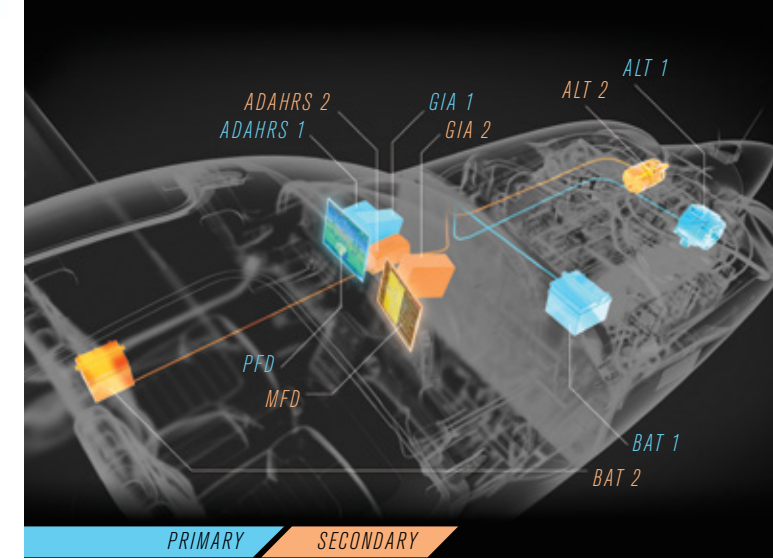 ALT 1
ALT 2
ADAHRS 2
GIA 1
ADAHRS 1
GIA 2
PFD
MFD
BAT 1
BAT 2
PRIMARY
SECONDARY